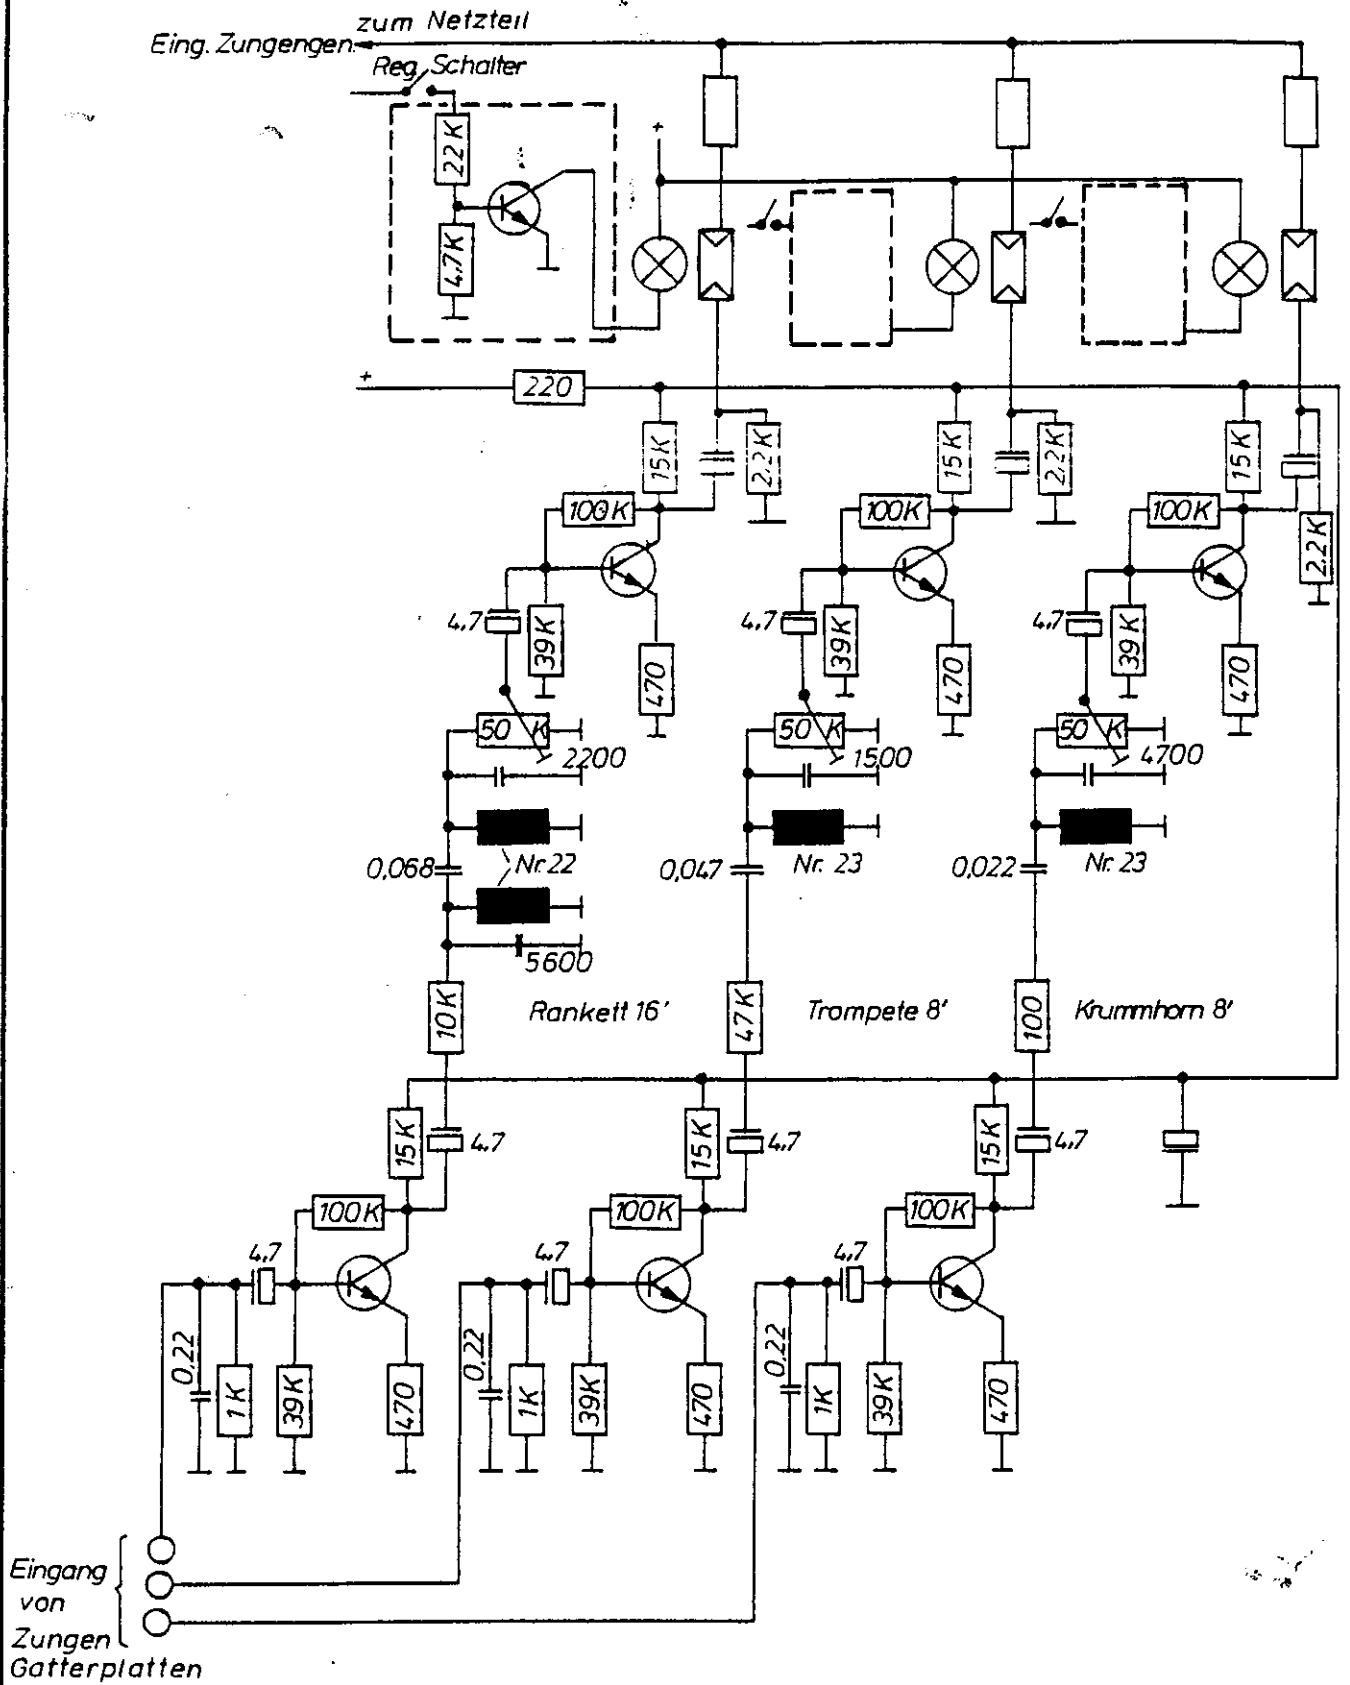 zum Netzteil
Eing. Zungengen.
Reg. Schalter
+
22K
4,7K
+
220
15K
2,2K
15K
2,2K
15K
100K
100K
100K
2,2K
4,7
39K
470
4,7
39K
470
4,7
39K
470
50 K
50 K
50 K
2200
1500
4700
0,068
Nr. 22
0,047
Nr. 23
0,022
Nr. 23
5600
10K
Rankett 16'
47K
Trompete 8'
100
Krummhorn 8'
15K
4,7
15K
4,7
15K
4,7
100K
100K
100K
4,7
4,7
4,7
0,22
1K
39K
470
0,22
1K
39K
470
0,22
1K
39K
470
Eingang
von
Zungen
Gatterplatten